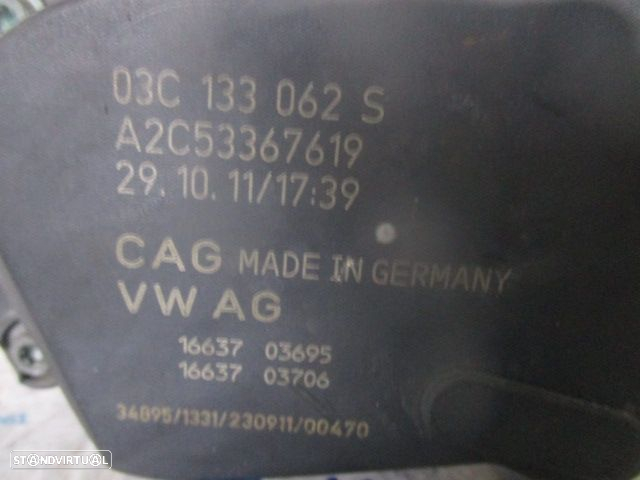 03C 133 062 S
A2C53367619
29.10.11/17:39
CAG MADE IN GERMANY
VW AG
16637 03695
16637 03706
34895/1331/230911/00470
STANDVIRTUAL